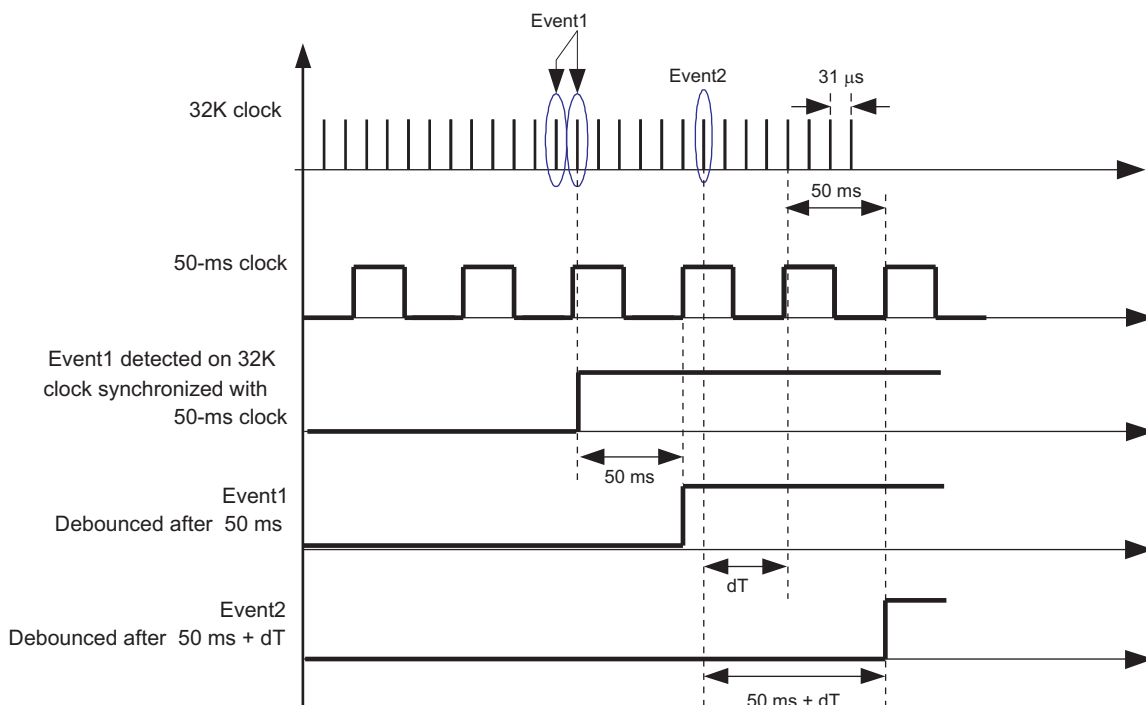 Event1
Event2
31 μs
32K clock
50 ms
50-ms clock
Event1 detected on 32K
clock synchronized with
50-ms clock
50 ms
Event1
Debounced after 50 ms
dT
Event2
Debounced after 50 ms + dT
50 ms + dT